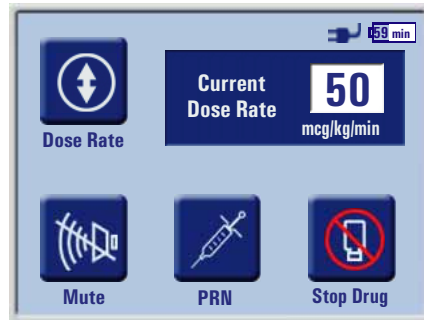 59 min
Current
Dose Rate
50
mcg/kg/min
Dose Rate
Mute
PRN
Stop Drug